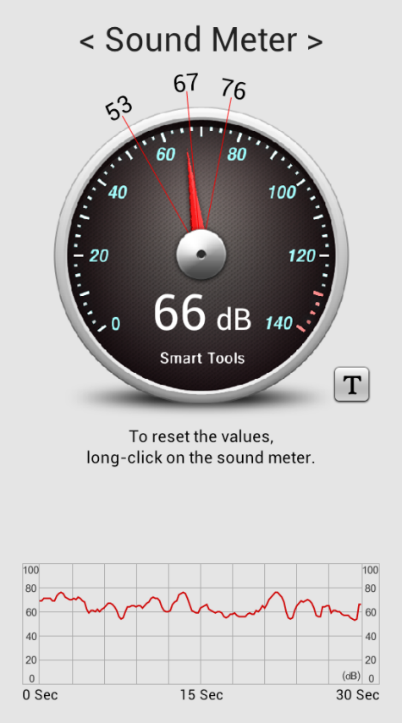 < Sound Meter >
53 67 76
60 80
40 100
20 120
0 66 dB 140
Smart Tools
T
To reset the values,
long-click on the sound meter.
100 100
80 80
60 60
40 40
20 20
0 (dB) 0
0 Sec 15 Sec 30 Sec